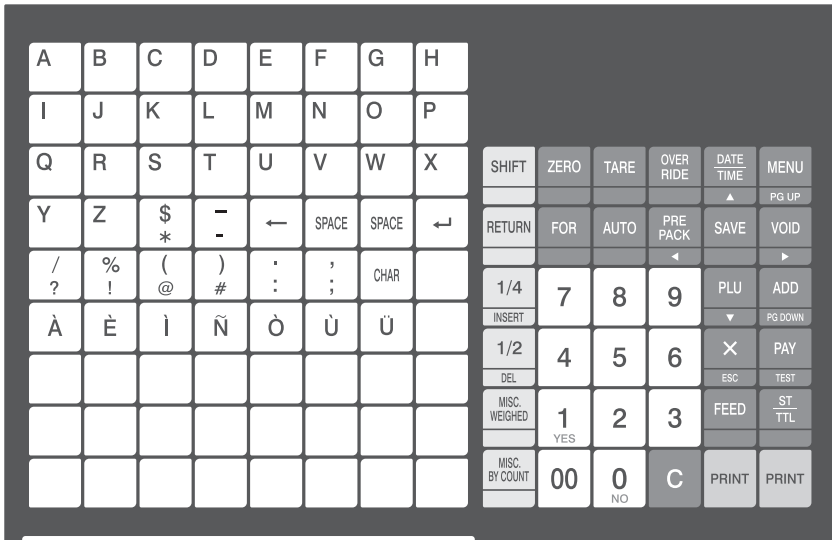 A B C D E F G H
I J K L M N O P
Q R S T U V W X
Y Z $ – ← SPACE SPACE ↵
* -
/ % ( ) . , CHAR
? ! @ # : ;
À È Ì Ñ Ò Ù Ü
SHIFT ZERO TARE OVER RIDE DATE TIME MENU
▲ PG UP
RETURN FOR AUTO PRE PACK SAVE VOID
◀ ▶
1/4 7 8 9 PLU ADD
INSERT ▼ PG DOWN
1/2 4 5 6 × PAY
DEL ESC TEST
MISC. WEIGHED 1 2 3 FEED ST TTL
YES
MISC. BY COUNT 00 0 C PRINT PRINT
NO